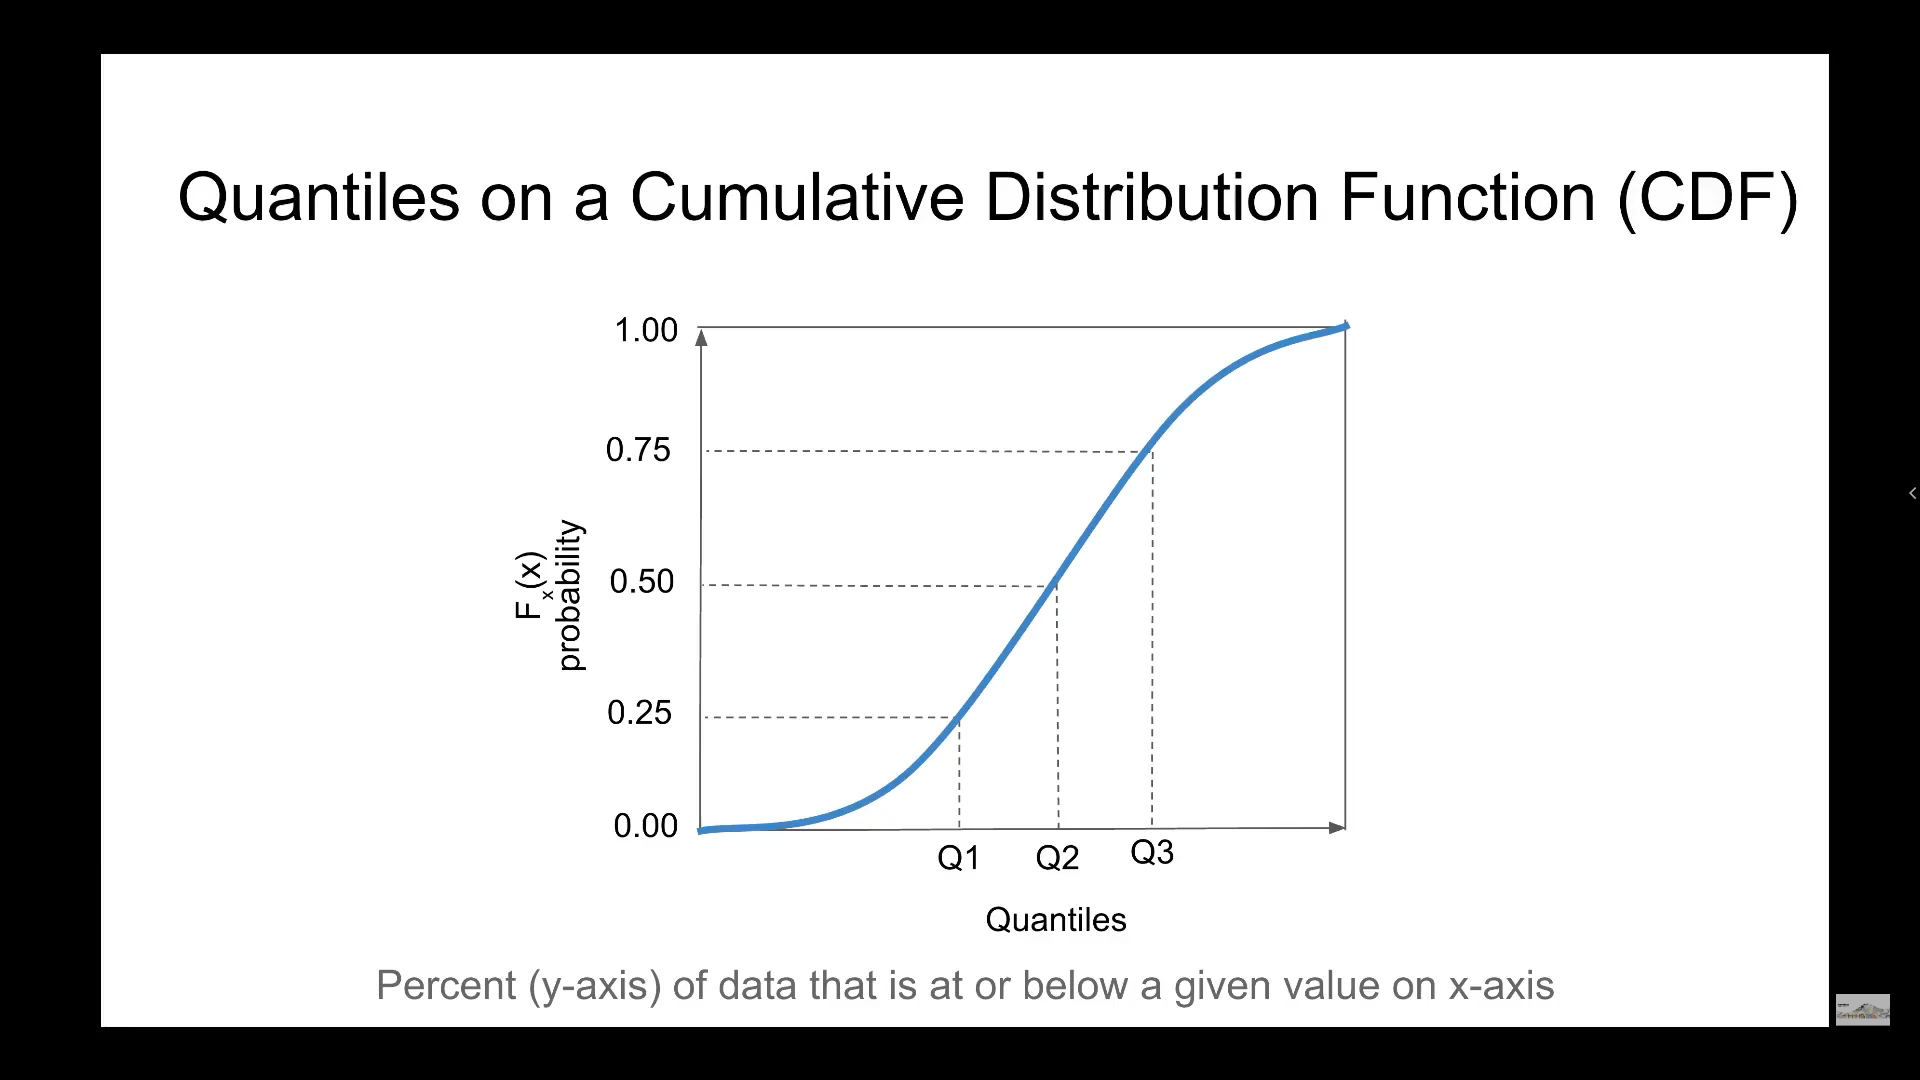 Quantiles on a Cumulative Distribution Function (CDF)
1.00
0.75
0.50
0.25
0.00
Fx(x)
probability
Q1 Q2 Q3
Quantiles
Percent (y-axis) of data that is at or below a given value on x-axis